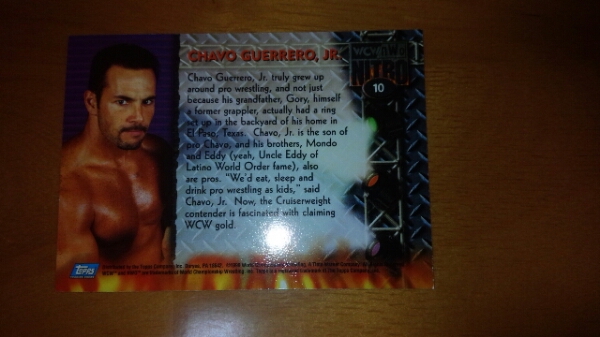 CHAVO GUERRERO, JR
WCW
NITRO
10
Chavo Guerrero, Jr. truly grew up
around pro wrestling, and not just
because his grandfather, Gory, himself
a former grappler, actually had a ring
set up in the backyard of his home in
El Paso, Texas. Chavo, Jr. is the son of
pro Chavo, and his brothers, Mondo
and Eddy (yeah, Uncle Eddy of
Latino World Order fame), also
are pros. "We'd eat, sleep and
drink pro wrestling as kids," said
Chavo, Jr. Now, the Cruiserweight
contender is fascinated with claiming
WCW gold.
TOPPS